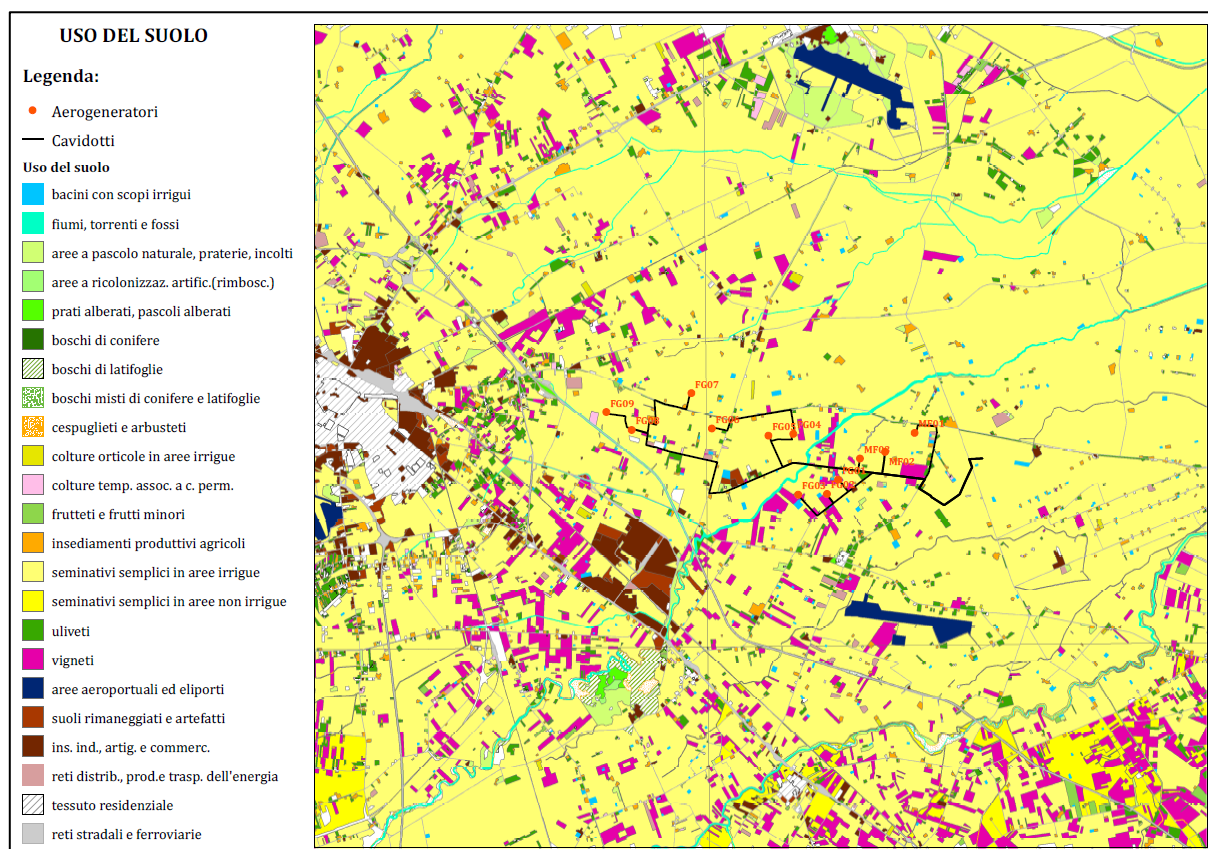 USO DEL SUOLO
Legenda:
Aerogeneratori
Cavidotti
Uso del suolo
bacini con scopi irrigui
fiumi, torrenti e fossi
aree a pascolo naturale, praterie, incolti
aree a ricolonizzaz. artific.(rimbosc.)
prati alberati, pascoli alberati
boschi di conifere
boschi di latifoglie
boschi misti di conifere e latifoglie
cespuglieti e arbusteti
colture orticole in aree irrigue
colture temp. assoc. a c. perm.
frutteti e frutti minori
insediamenti produttivi agricoli
seminativi semplici in aree irrigue
seminativi semplici in aree non irrigue
uliveti
vigneti
aree aeroportuali ed eliporti
suoli rimaneggiati e artefatti
ins. ind., artig. e commerc.
reti distrib., prod.e trasp. dell'energia
tessuto residenziale
reti stradali e ferroviarie
FG07
FG09
FG08
FG06
FG05
FG04
MF02
FG03